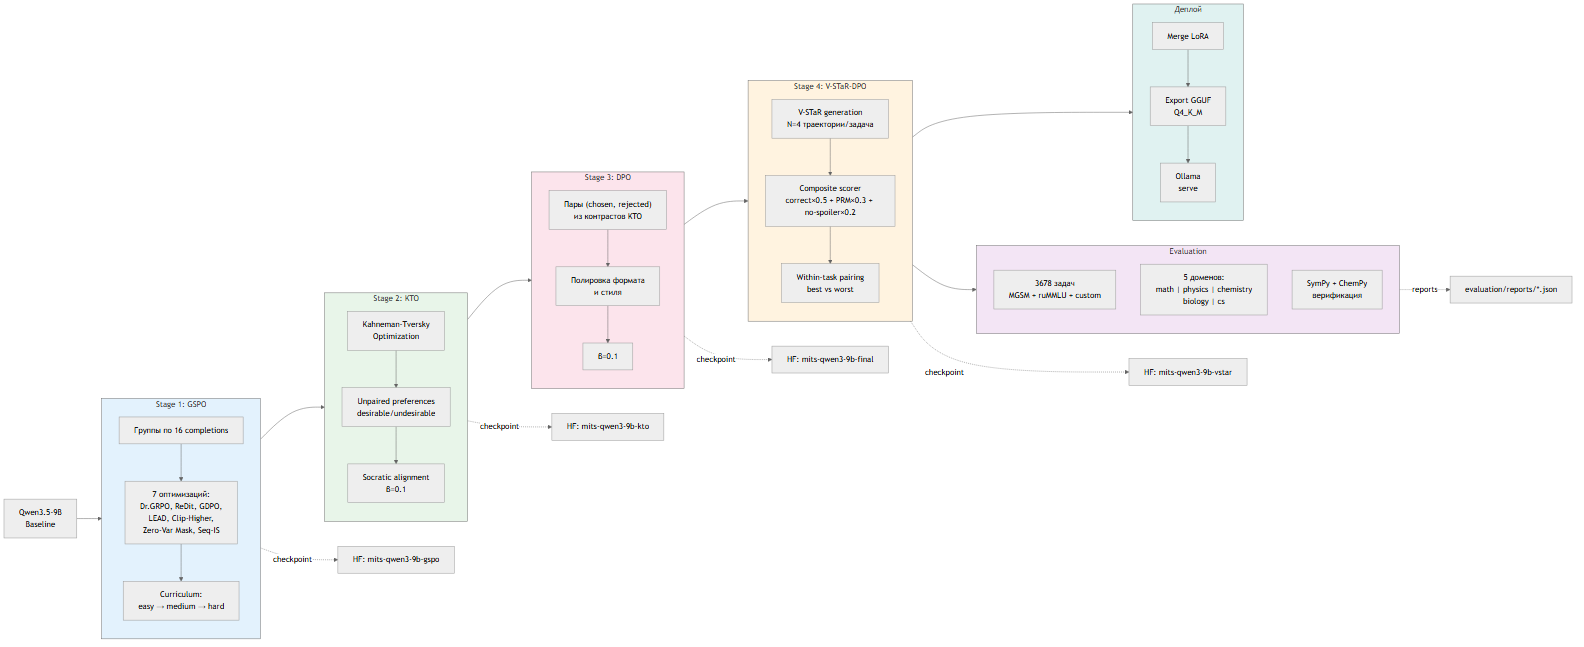 Qwen3.5-9B
Baseline
Stage 1: GSPO
Группы по 16 completions
7 оптимизаций:
Dr.GRPO, ReDit, GDPO,
LEAD, Clip-Higher,
Zero-Var Mask, Seq-IS
Curriculum:
easy → medium → hard
checkpoint
HF: mits-qwen3-9b-gspo
Stage 2: KTO
Kahneman-Tversky
Optimization
Unpaired preferences
desirable/undesirable
Socratic alignment
β=0.1
checkpoint
HF: mits-qwen3-9b-kto
Stage 3: DPO
Пары (chosen, rejected)
из контрастов KTO
Полировка формата
и стиля
β=0.1
checkpoint
HF: mits-qwen3-9b-final
Stage 4: V-STaR-DPO
V-STaR generation
N=4 траектории/задача
Composite scorer
correct×0.5 + PRM×0.3 +
no-spoiler×0.2
Within-task pairing
best vs worst
checkpoint
HF: mits-qwen3-9b-vstar
Деплой
Merge LoRA
Export GGUF
Q4_K_M
Ollama
serve
Evaluation
3678 задач
MGSM + ruMMLU + custom
5 доменов:
math | physics | chemistry
biology | cs
SymPy + ChemPy
верификация
reports
evaluation/reports/*.json